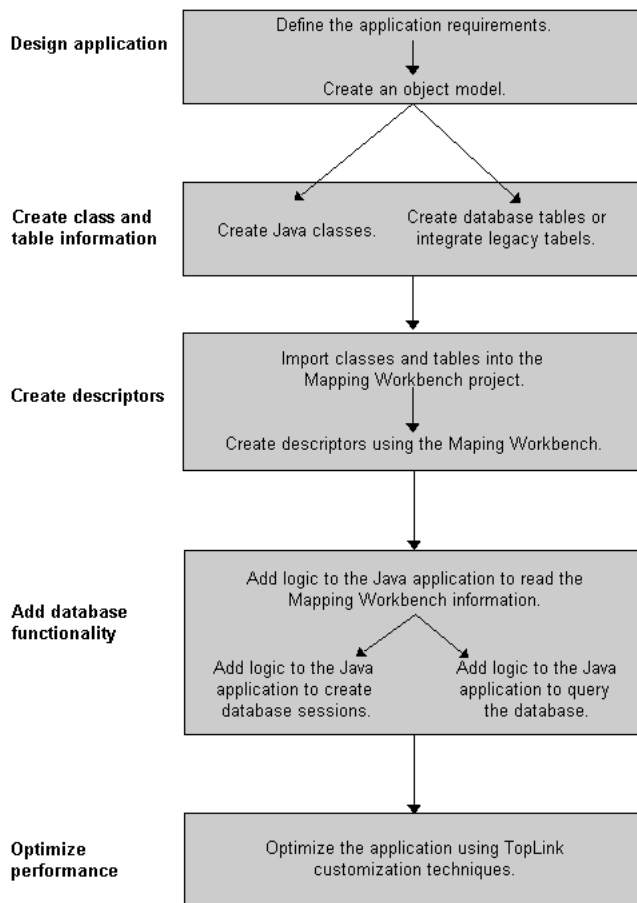 Design application
Define the application requirements.
Create an object model.
Create class and
table information
Create Java classes.
Create database tables or
integrate legacy tabels.
Create descriptors
Import classes and tables into the
Mapping Workbench project.
Create descriptors using the Maping Workbench.
Add database
functionality
Add logic to the Java application to read the
Mapping Workbench information.
Add logic to the Java
application to create
database sessions.
Add logic to the Java
application to query
the database.
Optimize
performance
Optimize the application using TopLink
customization techniques.